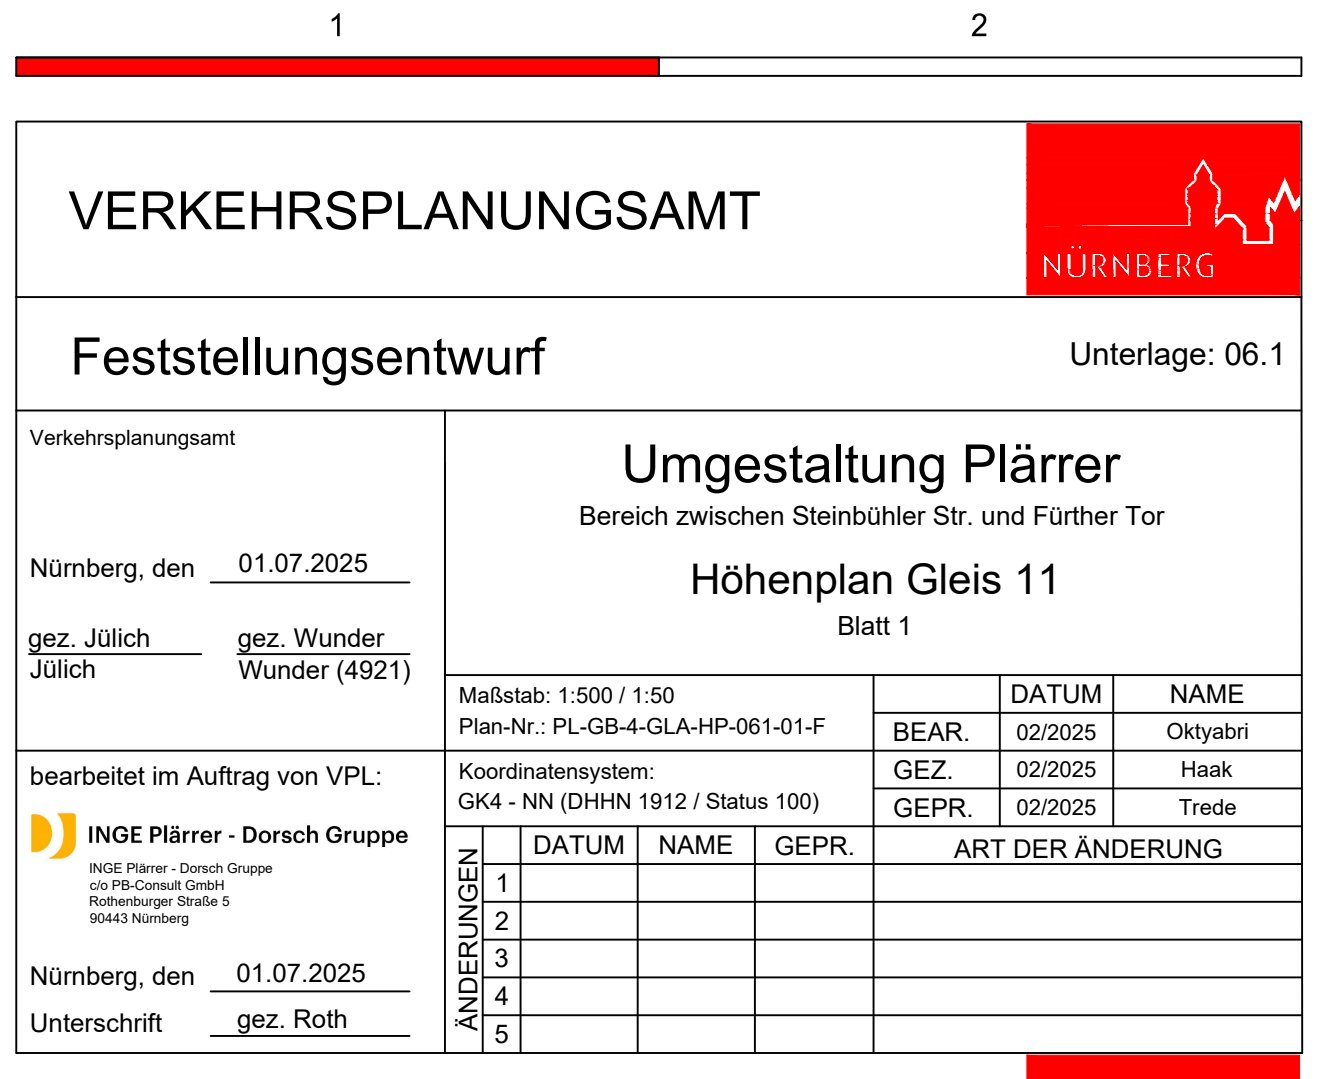 1 2
VERKEHRSPLANUNGSAMT
NÜRNBERG
Feststellungsentwurf
Unterlage: 06.1
Verkehrsplanungsamt
Nürnberg, den 01.07.2025
gez. Jülich gez. Wunder
Jülich Wunder (4921)
Umgestaltung Plärrer
Bereich zwischen Steinbühler Str. und Fürther Tor
Höhenplan Gleis 11
Blatt 1
Maßstab: 1:500 / 1:50
Plan-Nr.: PL-GB-4-GLA-HP-061-01-F
Koordinatensystem:
GK4 - NN (DHHN 1912 / Status 100)
DATUM NAME
BEAR. 02/2025 Oktyabri
GEZ. 02/2025 Haak
GEPR. 02/2025 Trede
bearbeitet im Auftrag von VPL:
INGE Plärrer - Dorsch Gruppe
INGE Plärrer - Dorsch Gruppe
c/o PB-Consult GmbH
Rothenburger Straße 5
90443 Nürnberg
Nürnberg, den 01.07.2025
Unterschrift gez. Roth
ÄNDERUNGEN
DATUM NAME GEPR. ART DER ÄNDERUNG
1
2
3
4
5